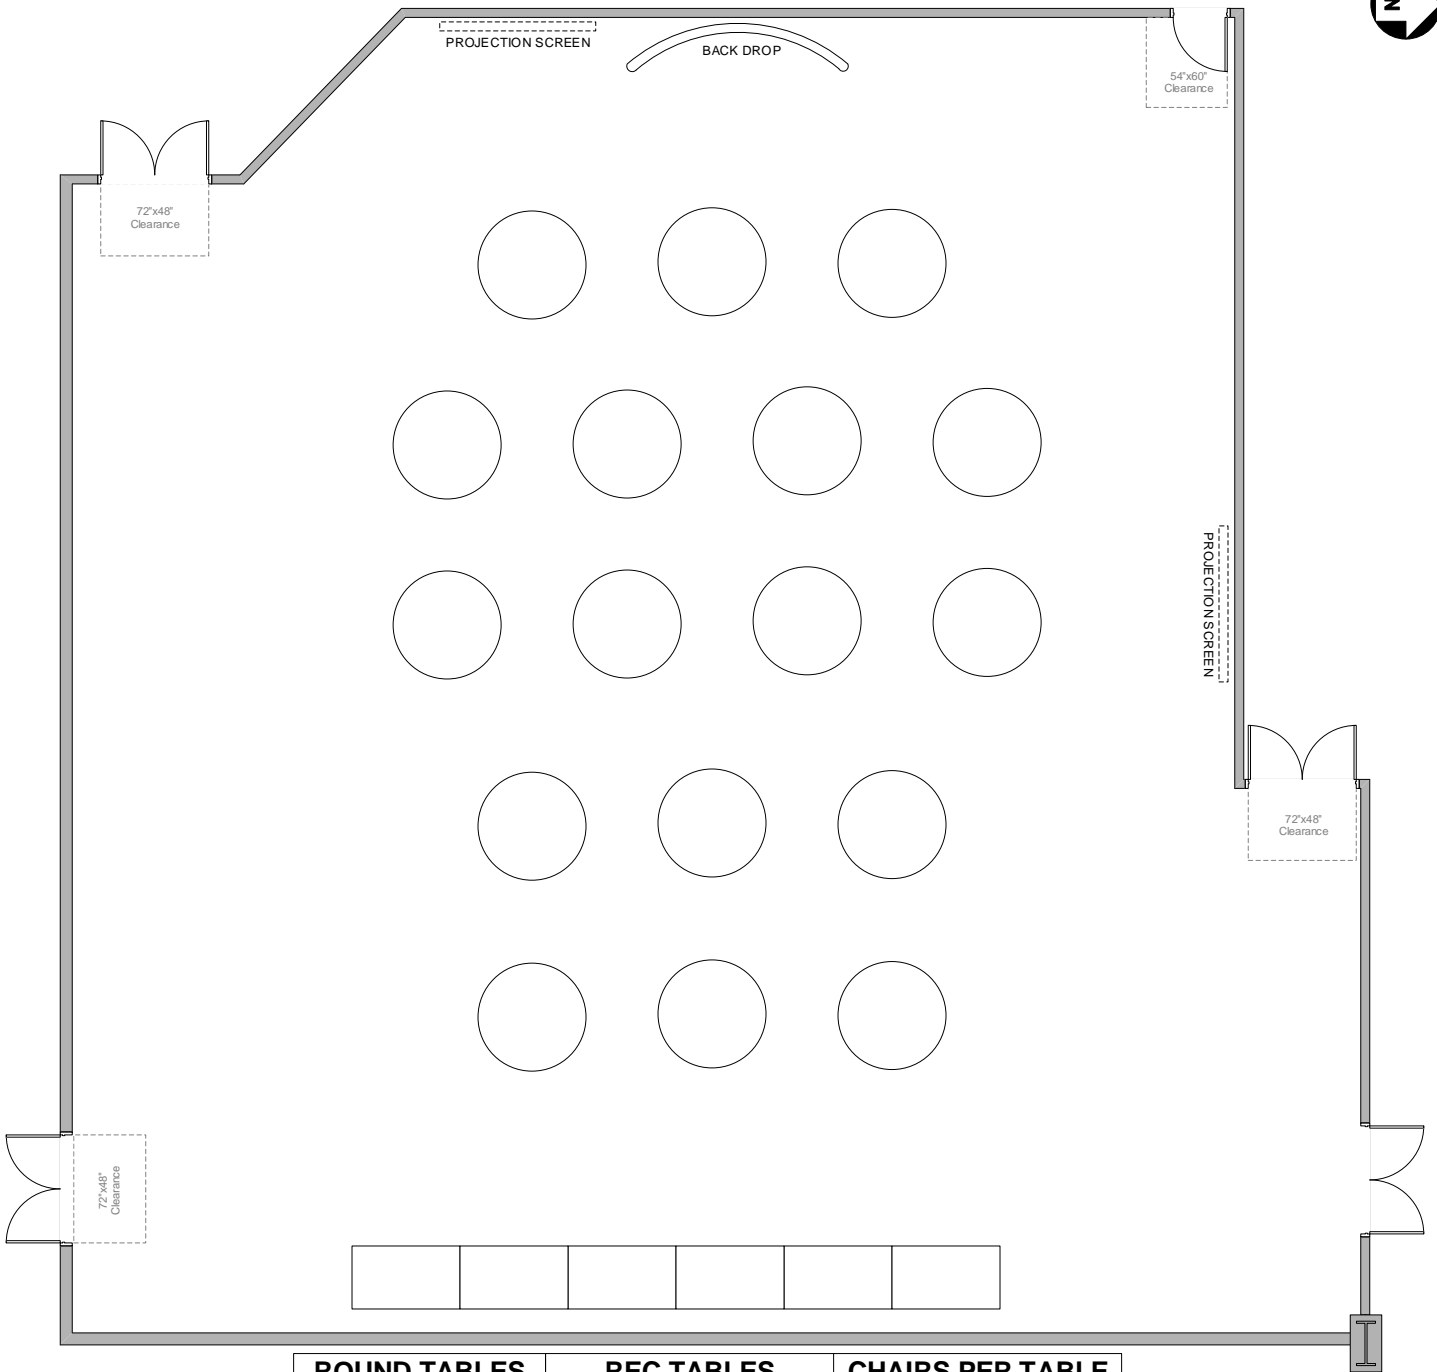 N
PROJECTION SCREEN
BACK DROP
54"x60"
Clearance
72"x48"
Clearance
PROJECTION SCREEN
72"x48"
Clearance
72"x48"
Clearance
ROUND TABLES
REC TABLES
CHAIRS PER TABLE